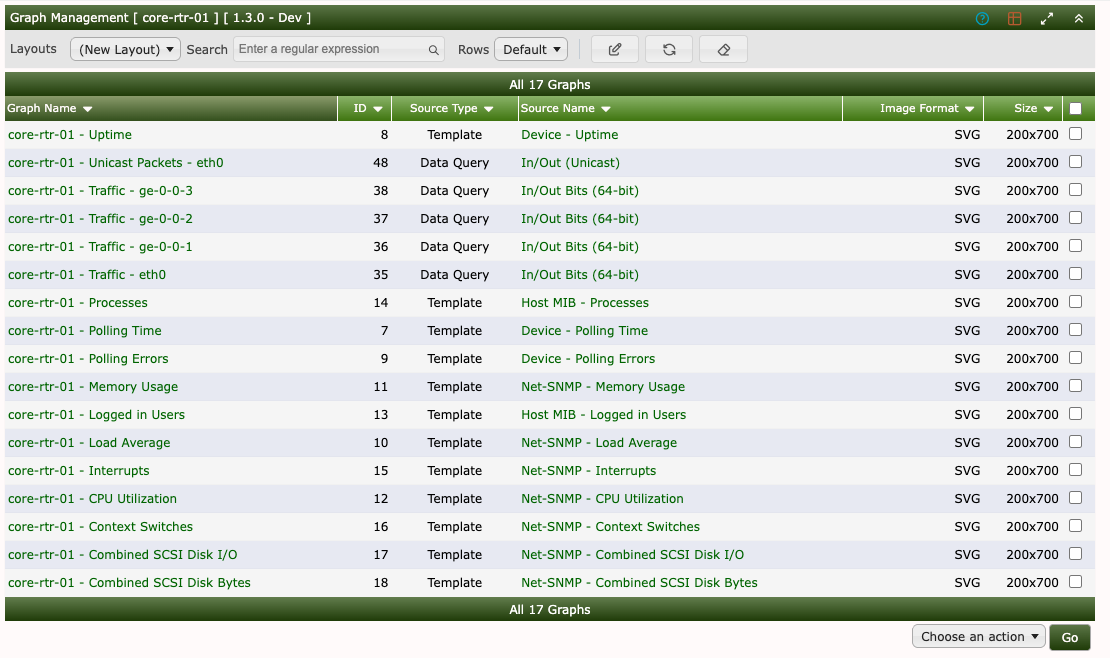 Graph Management [ core-rtr-01 ] [ 1.3.0 - Dev ]
Layouts (New Layout) Search Enter a regular expression Rows Default
All 17 Graphs
Graph Name ID Source Type Source Name Image Format Size
core-rtr-01 - Uptime 8 Template Device - Uptime SVG 200x700
core-rtr-01 - Unicast Packets - eth0 48 Data Query In/Out (Unicast) SVG 200x700
core-rtr-01 - Traffic - ge-0-0-3 38 Data Query In/Out Bits (64-bit) SVG 200x700
core-rtr-01 - Traffic - ge-0-0-2 37 Data Query In/Out Bits (64-bit) SVG 200x700
core-rtr-01 - Traffic - ge-0-0-1 36 Data Query In/Out Bits (64-bit) SVG 200x700
core-rtr-01 - Traffic - eth0 35 Data Query In/Out Bits (64-bit) SVG 200x700
core-rtr-01 - Processes 14 Template Host MIB - Processes SVG 200x700
core-rtr-01 - Polling Time 7 Template Device - Polling Time SVG 200x700
core-rtr-01 - Polling Errors 9 Template Device - Polling Errors SVG 200x700
core-rtr-01 - Memory Usage 11 Template Net-SNMP - Memory Usage SVG 200x700
core-rtr-01 - Logged in Users 13 Template Host MIB - Logged in Users SVG 200x700
core-rtr-01 - Load Average 10 Template Net-SNMP - Load Average SVG 200x700
core-rtr-01 - Interrupts 15 Template Net-SNMP - Interrupts SVG 200x700
core-rtr-01 - CPU Utilization 12 Template Net-SNMP - CPU Utilization SVG 200x700
core-rtr-01 - Context Switches 16 Template Net-SNMP - Context Switches SVG 200x700
core-rtr-01 - Combined SCSI Disk I/O 17 Template Net-SNMP - Combined SCSI Disk I/O SVG 200x700
core-rtr-01 - Combined SCSI Disk Bytes 18 Template Net-SNMP - Combined SCSI Disk Bytes SVG 200x700
All 17 Graphs
Choose an action Go